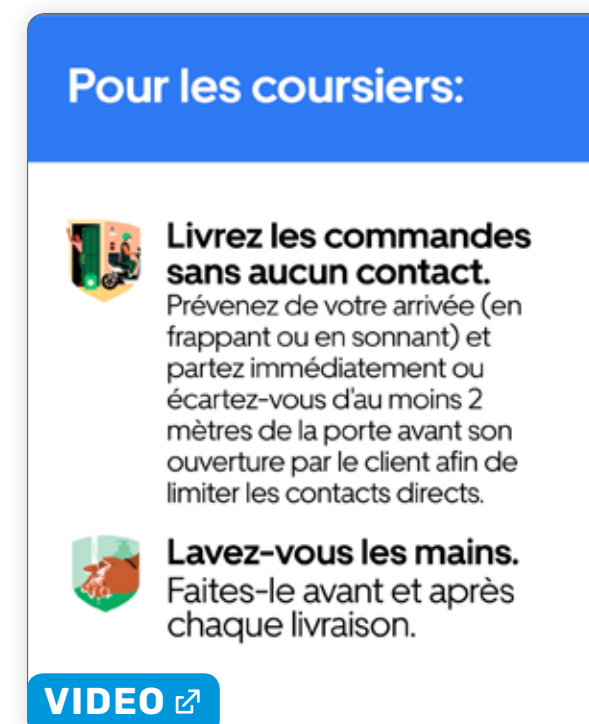 Pour les coursiers:
Livrez les commandes
sans aucun contact.
Prévenez de votre arrivée (en
frappant ou en sonnant) et
partez immédiatement ou
écartez-vous d'au moins 2
mètres de la porte avant son
ouverture par le client afin de
limiter les contacts directs.
Lavez-vous les mains.
Faites-le avant et après
chaque livraison.
VIDEO